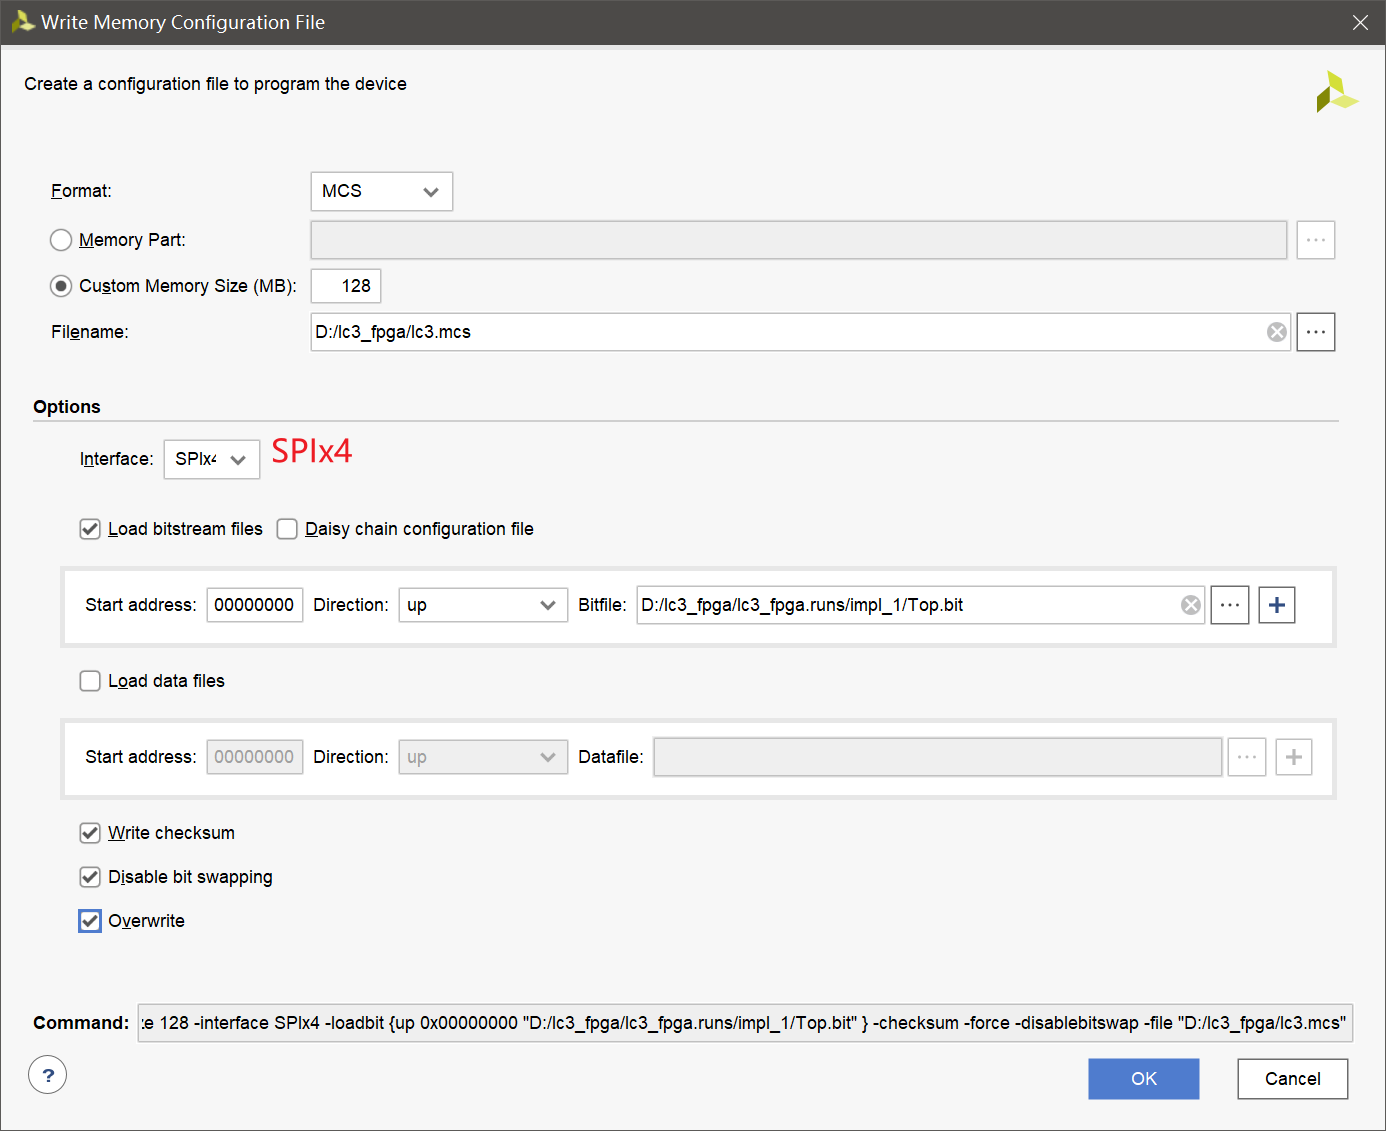 Write Memory Configuration File
Create a configuration file to program the device
Format: MCS
Memory Part: ...
Custom Memory Size (MB): 128
Filename: D:/lc3_fpga/lc3.mcs ...
Options
Interface: SPIx4 SPIx4
Load bitstream files Daisy chain configuration file
Start address: 00000000 Direction: up Bitfile: D:/lc3_fpga/lc3_fpga.runs/impl_1/Top.bit ... +
Load data files
Start address: 00000000 Direction: up Datafile: ... +
Write checksum
Disable bit swapping
Overwrite
Command: e 128 -interface SPIx4 -loadbit {up 0x00000000 "D:/lc3_fpga/lc3_fpga.runs/impl_1/Top.bit" } -checksum -force -disablebitswap -file "D:/lc3_fpga/lc3.mcs"
? OK Cancel